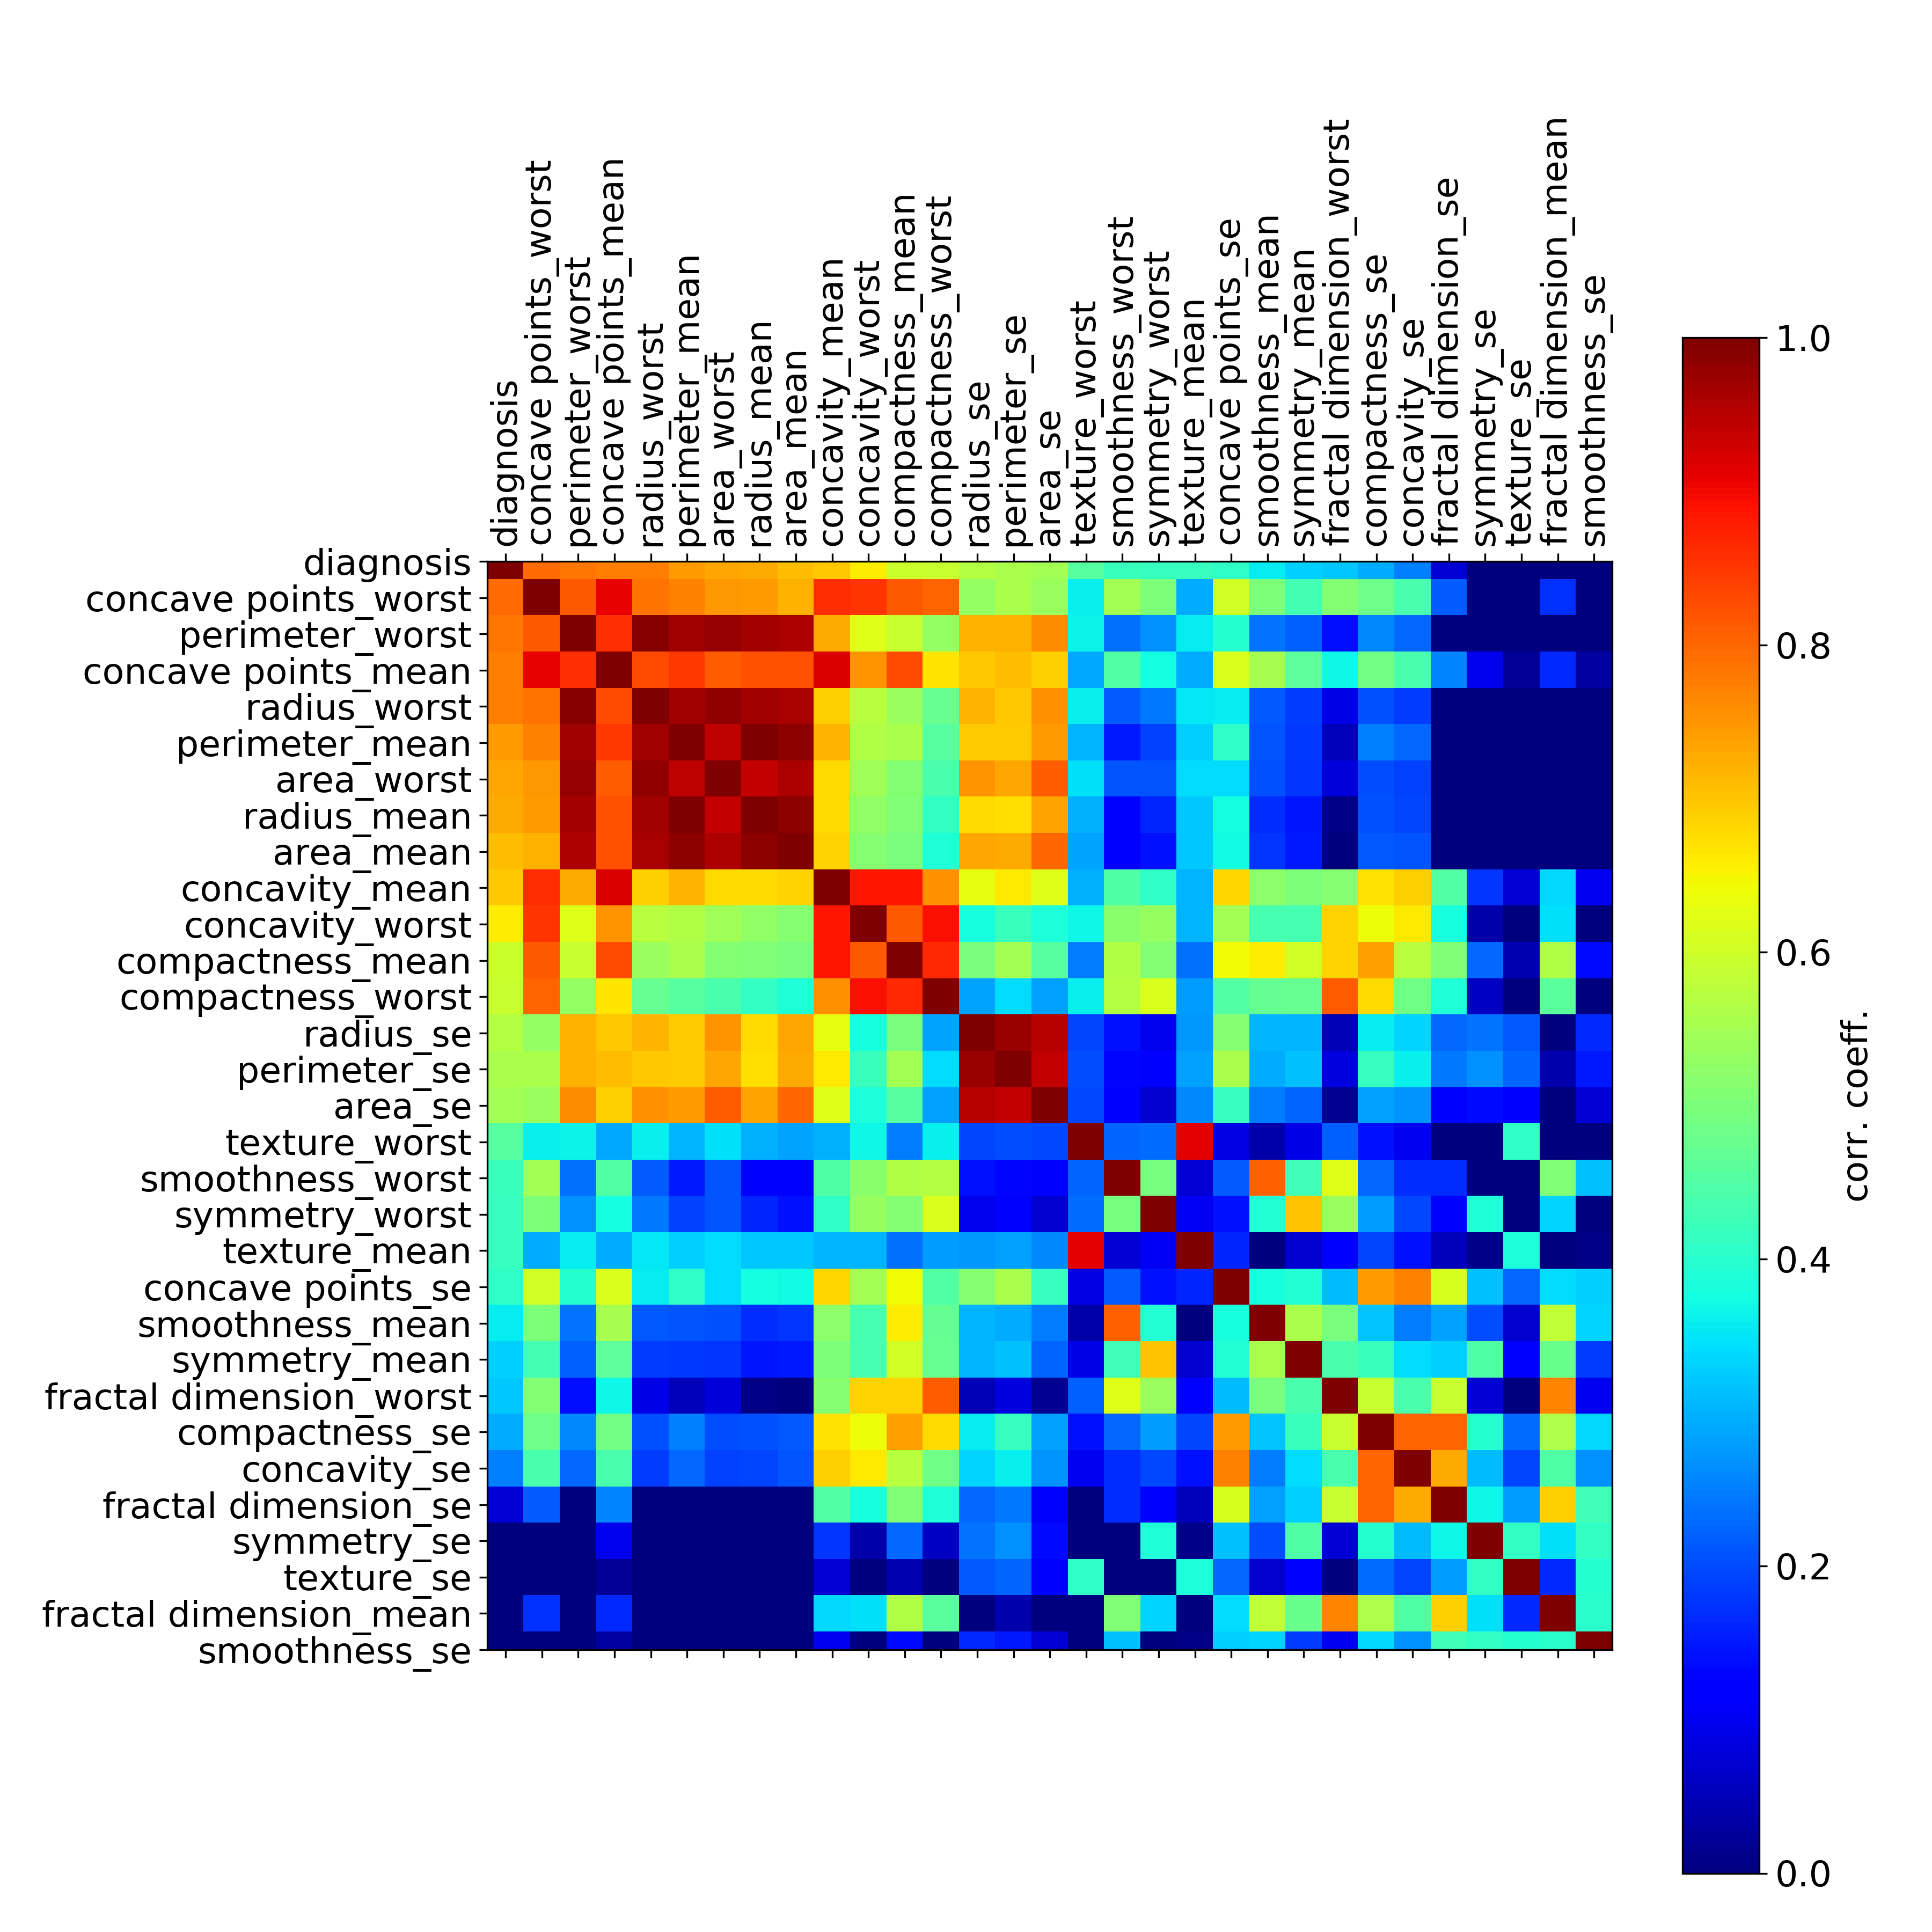 diagnosis
concave points_worst
perimeter_worst
concave points_mean
radius_worst
perimeter_mean
area_worst
radius_mean
area_mean
concavity_mean
concavity_worst
compactness_mean
compactness_worst
radius_se
perimeter_se
area_se
texture_worst
smoothness_worst
symmetry_worst
texture_mean
concave points_se
smoothness_mean
symmetry_mean
fractal dimension_worst
compactness_se
concavity_se
fractal dimension_se
symmetry_se
texture_se
fractal dimension_mean
smoothness_se
diagnosis
concave points_worst
perimeter_worst
concave points_mean
radius_worst
perimeter_mean
area_worst
radius_mean
area_mean
concavity_mean
concavity_worst
compactness_mean
compactness_worst
radius_se
perimeter_se
area_se
texture_worst
smoothness_worst
symmetry_worst
texture_mean
concave points_se
smoothness_mean
symmetry_mean
fractal dimension_worst
compactness_se
concavity_se
fractal dimension_se
symmetry_se
texture_se
fractal dimension_mean
smoothness_se
1.0
0.8
0.6
0.4
0.2
0.0
corr. coeff.